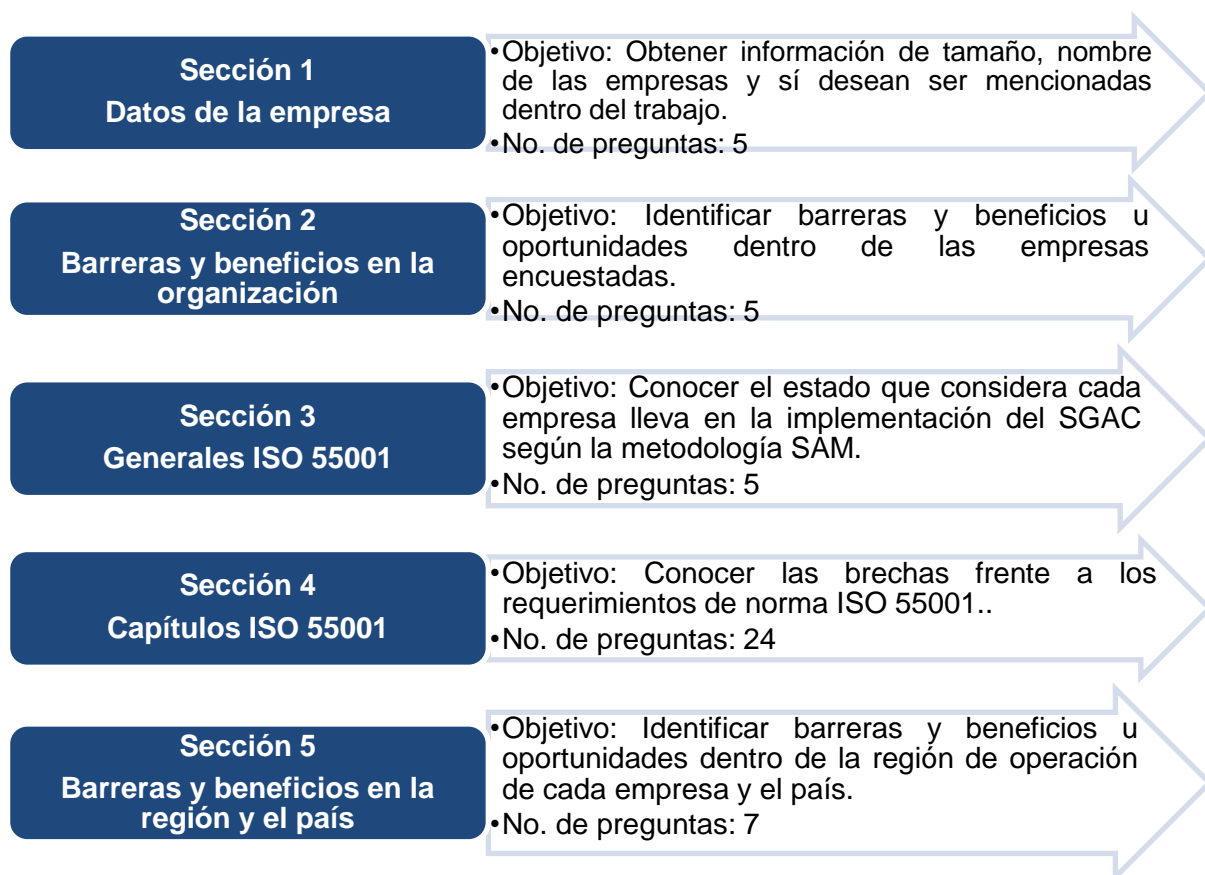 Sección 1
Datos de la empresa
•Objetivo: Obtener información de tamaño, nombre
de las empresas y sí desean ser mencionadas
dentro del trabajo.
•No. de preguntas: 5
Sección 2
Barreras y beneficios en la
organización
•Objetivo: Identificar barreras y beneficios u
oportunidades dentro de las empresas
encuestadas.
•No. de preguntas: 5
Sección 3
Generales ISO 55001
•Objetivo: Conocer el estado que considera cada
empresa lleva en la implementación del SGAC
según la metodología SAM.
•No. de preguntas: 5
Sección 4
Capítulos ISO 55001
•Objetivo: Conocer las brechas frente a los
requerimientos de norma ISO 55001..
•No. de preguntas: 24
Sección 5
Barreras y beneficios en la
región y el país
•Objetivo: Identificar barreras y beneficios u
oportunidades dentro de la región de operación
de cada empresa y el país.
•No. de preguntas: 7